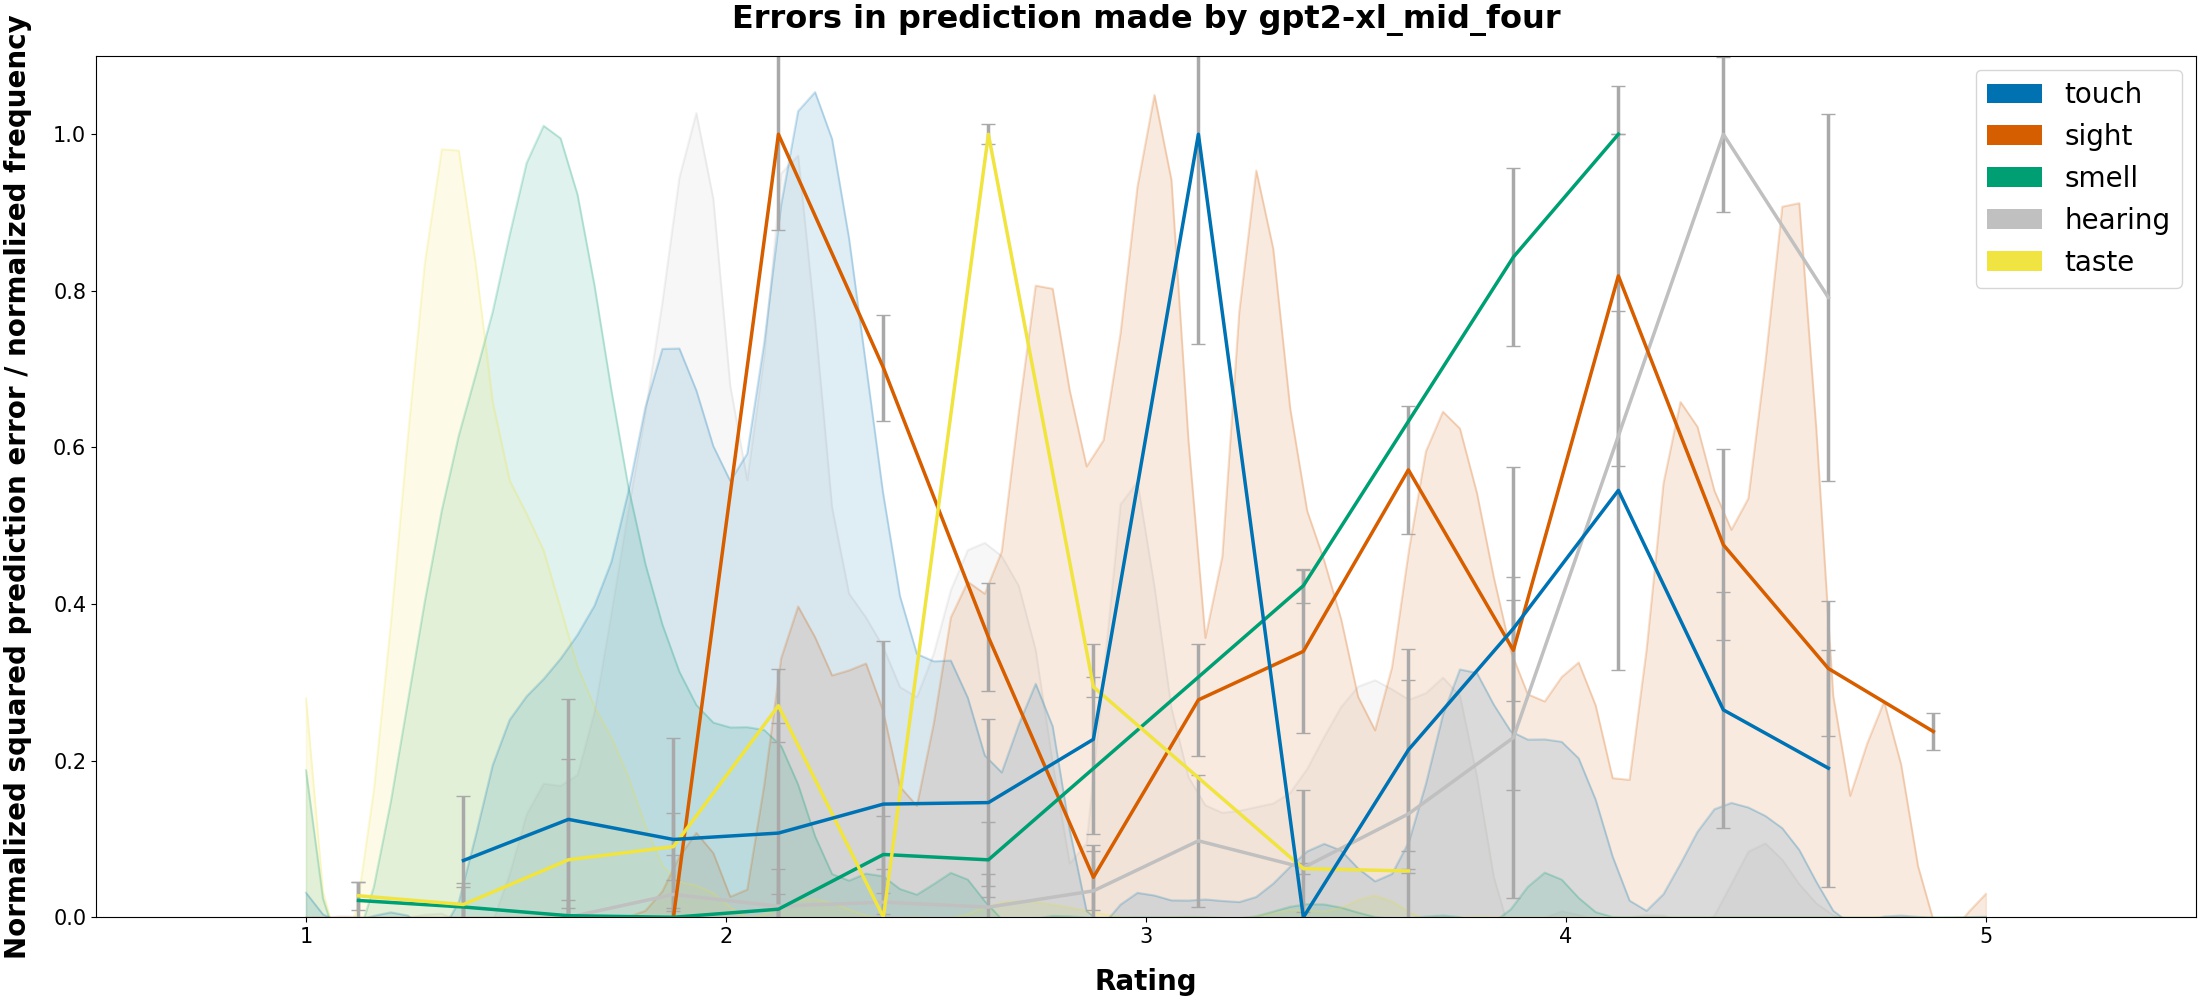 Errors in prediction made by gpt2-xl_mid_four
Normalized squared prediction error / normalized frequency
1.0
0.8
0.6
0.4
0.2
0.0
1 2 3 4 5
Rating
touch
sight
smell
hearing
taste